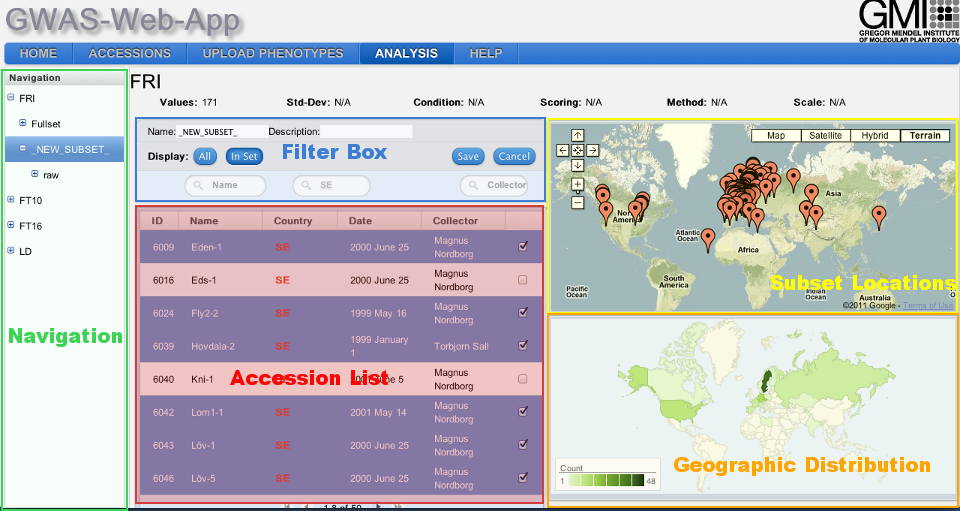 GWAS-Web-App
GMI
GREGOR MENDEL INSTITUTE
OF MOLECULAR PLANT BIOLOGY
HOME ACCESSIONS UPLOAD PHENOTYPES ANALYSIS HELP
Navigation
FRI
Fullset
_NEW_SUBSET_
raw
FT10
FT16
LD
Navigation
FRI
Values: 171 Std-Dev: N/A Condition: N/A Scoring: N/A Method: N/A Scale: N/A
Name: _NEW_SUBSET_ Description:
Display: All In Set Filter Box Save Cancel
Name SE Collector
ID Name Country Date Collector
6009 Eden-1 SE 2000 June 25 Magnus
Nordborg
6016 Eds-1 SE 2000 June 25 Magnus
Nordborg
6024 Fly2-2 SE 1999 May 16 Magnus
Nordborg
6039 Hovdala-2 SE 1999 January
1 Torbjorn Sall
6040 Kni-1 June 5 Magnus
Nordborg
Accession List
6042 Lom1-1 SE 2001 May 14 Magnus
Nordborg
6043 Löv-1 SE 2000 June 25 Magnus
Nordborg
6046 Löv-5 SE 2000 June 25 Magnus
Nordborg
1-8 of 50
Map Satellite Hybrid Terrain
North
America
Asia
Atlantic
Ocean
Africa
South
America
Pacific
Ocean
Indian
Ocean
Australia
Subset Locations
©2011 Google - Terms of Use
Count
1 48
Geographic Distribution